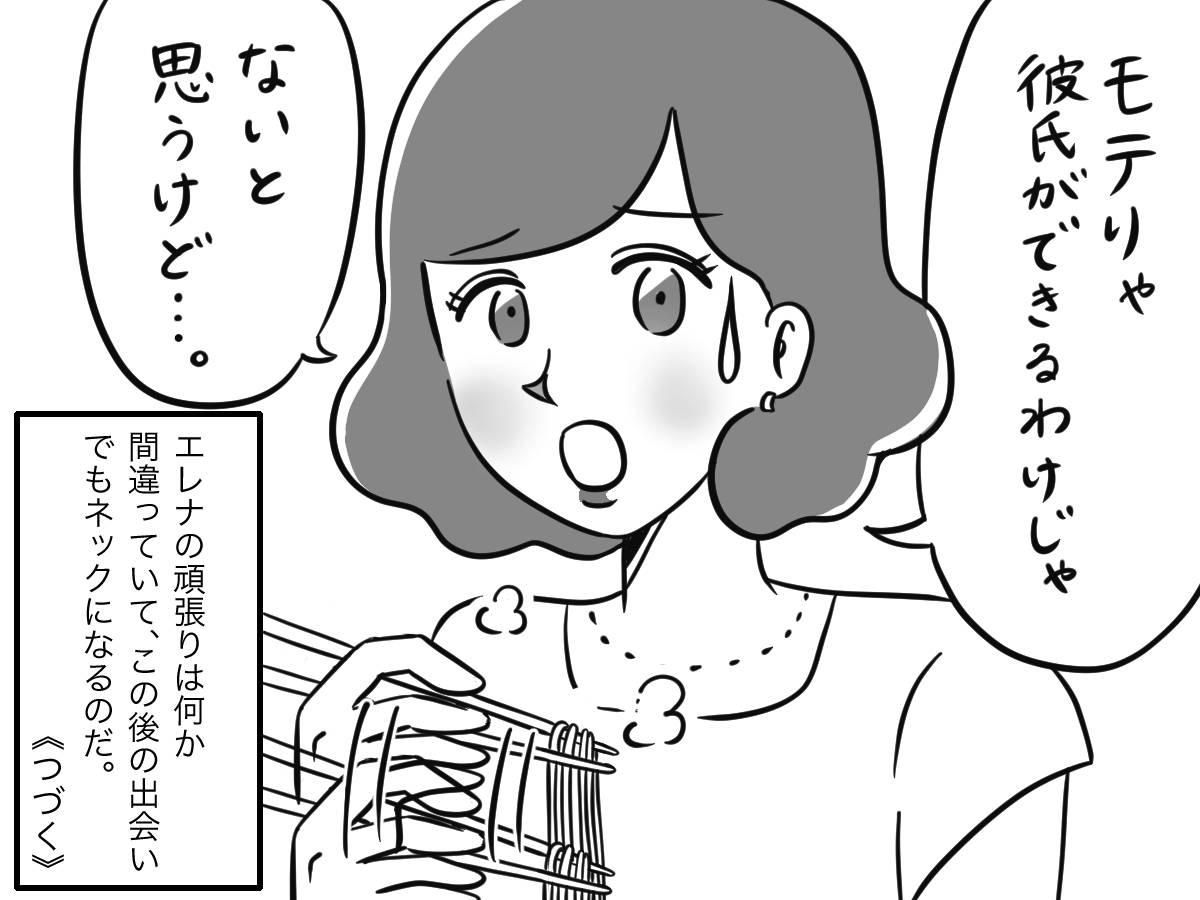 モテりゃ
彼氏ができるわけじゃ
ないと
思うけど…。
エレナの頑張りは何か
間違っていて、この後の出会い
でもネックになるのだ。
《つづく》